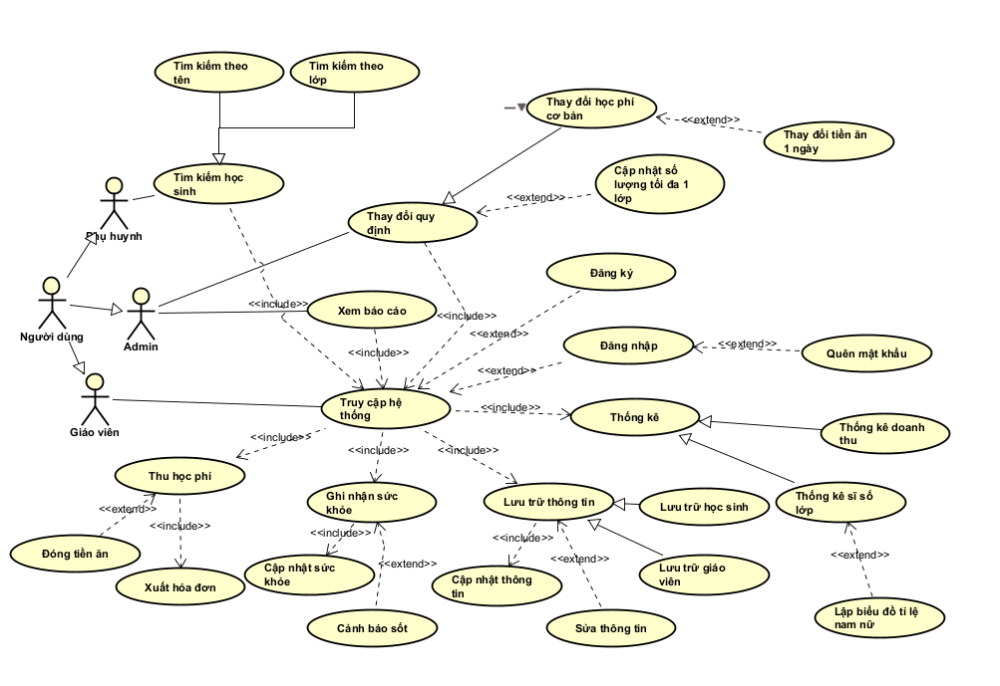 Tìm kiếm theo
tên
Tìm kiếm theo
lớp
Thay đổi học phí
cơ bản
<<extend>>
Thay đổi tiền ăn
1 ngày
Tìm kiếm học
sinh
Cập nhật số
lượng tối đa 1
lớp
<<extend>>
Thay đổi quy
định
Phụ huynh
Đăng ký
<<include>>
Xem báo cáo
<<include>>
<<extend>>
Người dùng
Admin
<<include>>
Đăng nhập
<<extend>>
Quên mật khẩu
<<extend>>
Truy cập hệ
thống
<<include>>
Thống kê
Giáo viên
Thống kê doanh
thu
<<include>>
<<include>>
<<include>>
Thu học phí
Ghi nhận sức
khỏe
Lưu trữ thông tin
Lưu trữ học sinh
Thống kê sĩ số
lớp
<<extend>>
<<include>>
<<include>>
<<include>>
Đóng tiền ăn
<<extend>>
<<extend>>
<<extend>>
Xuất hóa đơn
Cập nhật sức
khỏe
Cập nhật thông
tin
Lưu trữ giáo
viên
Cảnh báo sốt
Sửa thông tin
Lập biểu đồ tỉ lệ
nam nữ